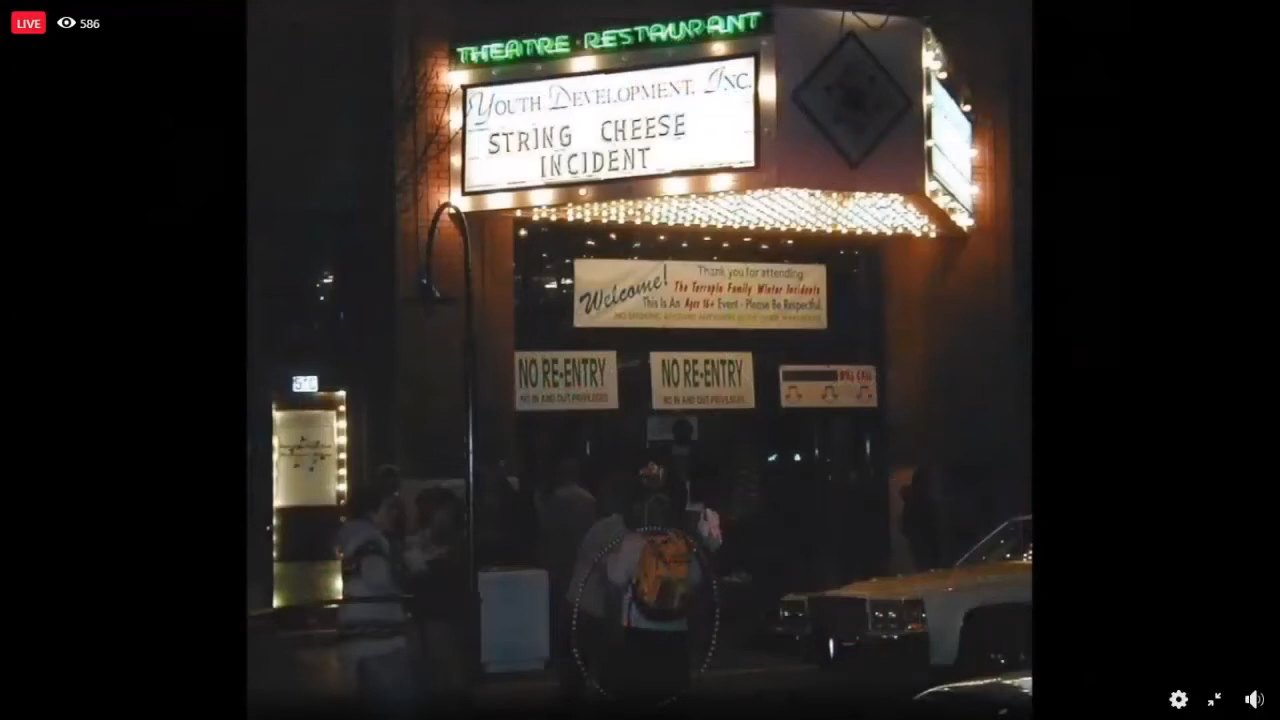 LIVE 586
THEATRE RESTAURANT
YOUTH DEVELOPMENT, INC.
STRING CHEESE
INCIDENT
Welcome!
Thank you for attending
The Terrapin Family Winter Incidents
This Is An Ages 16+ Event - Please Be Respectful.
NO RE-ENTRY
NO IN AND OUT PRIVILEGES
NO RE-ENTRY
NO IN AND OUT PRIVILEGES